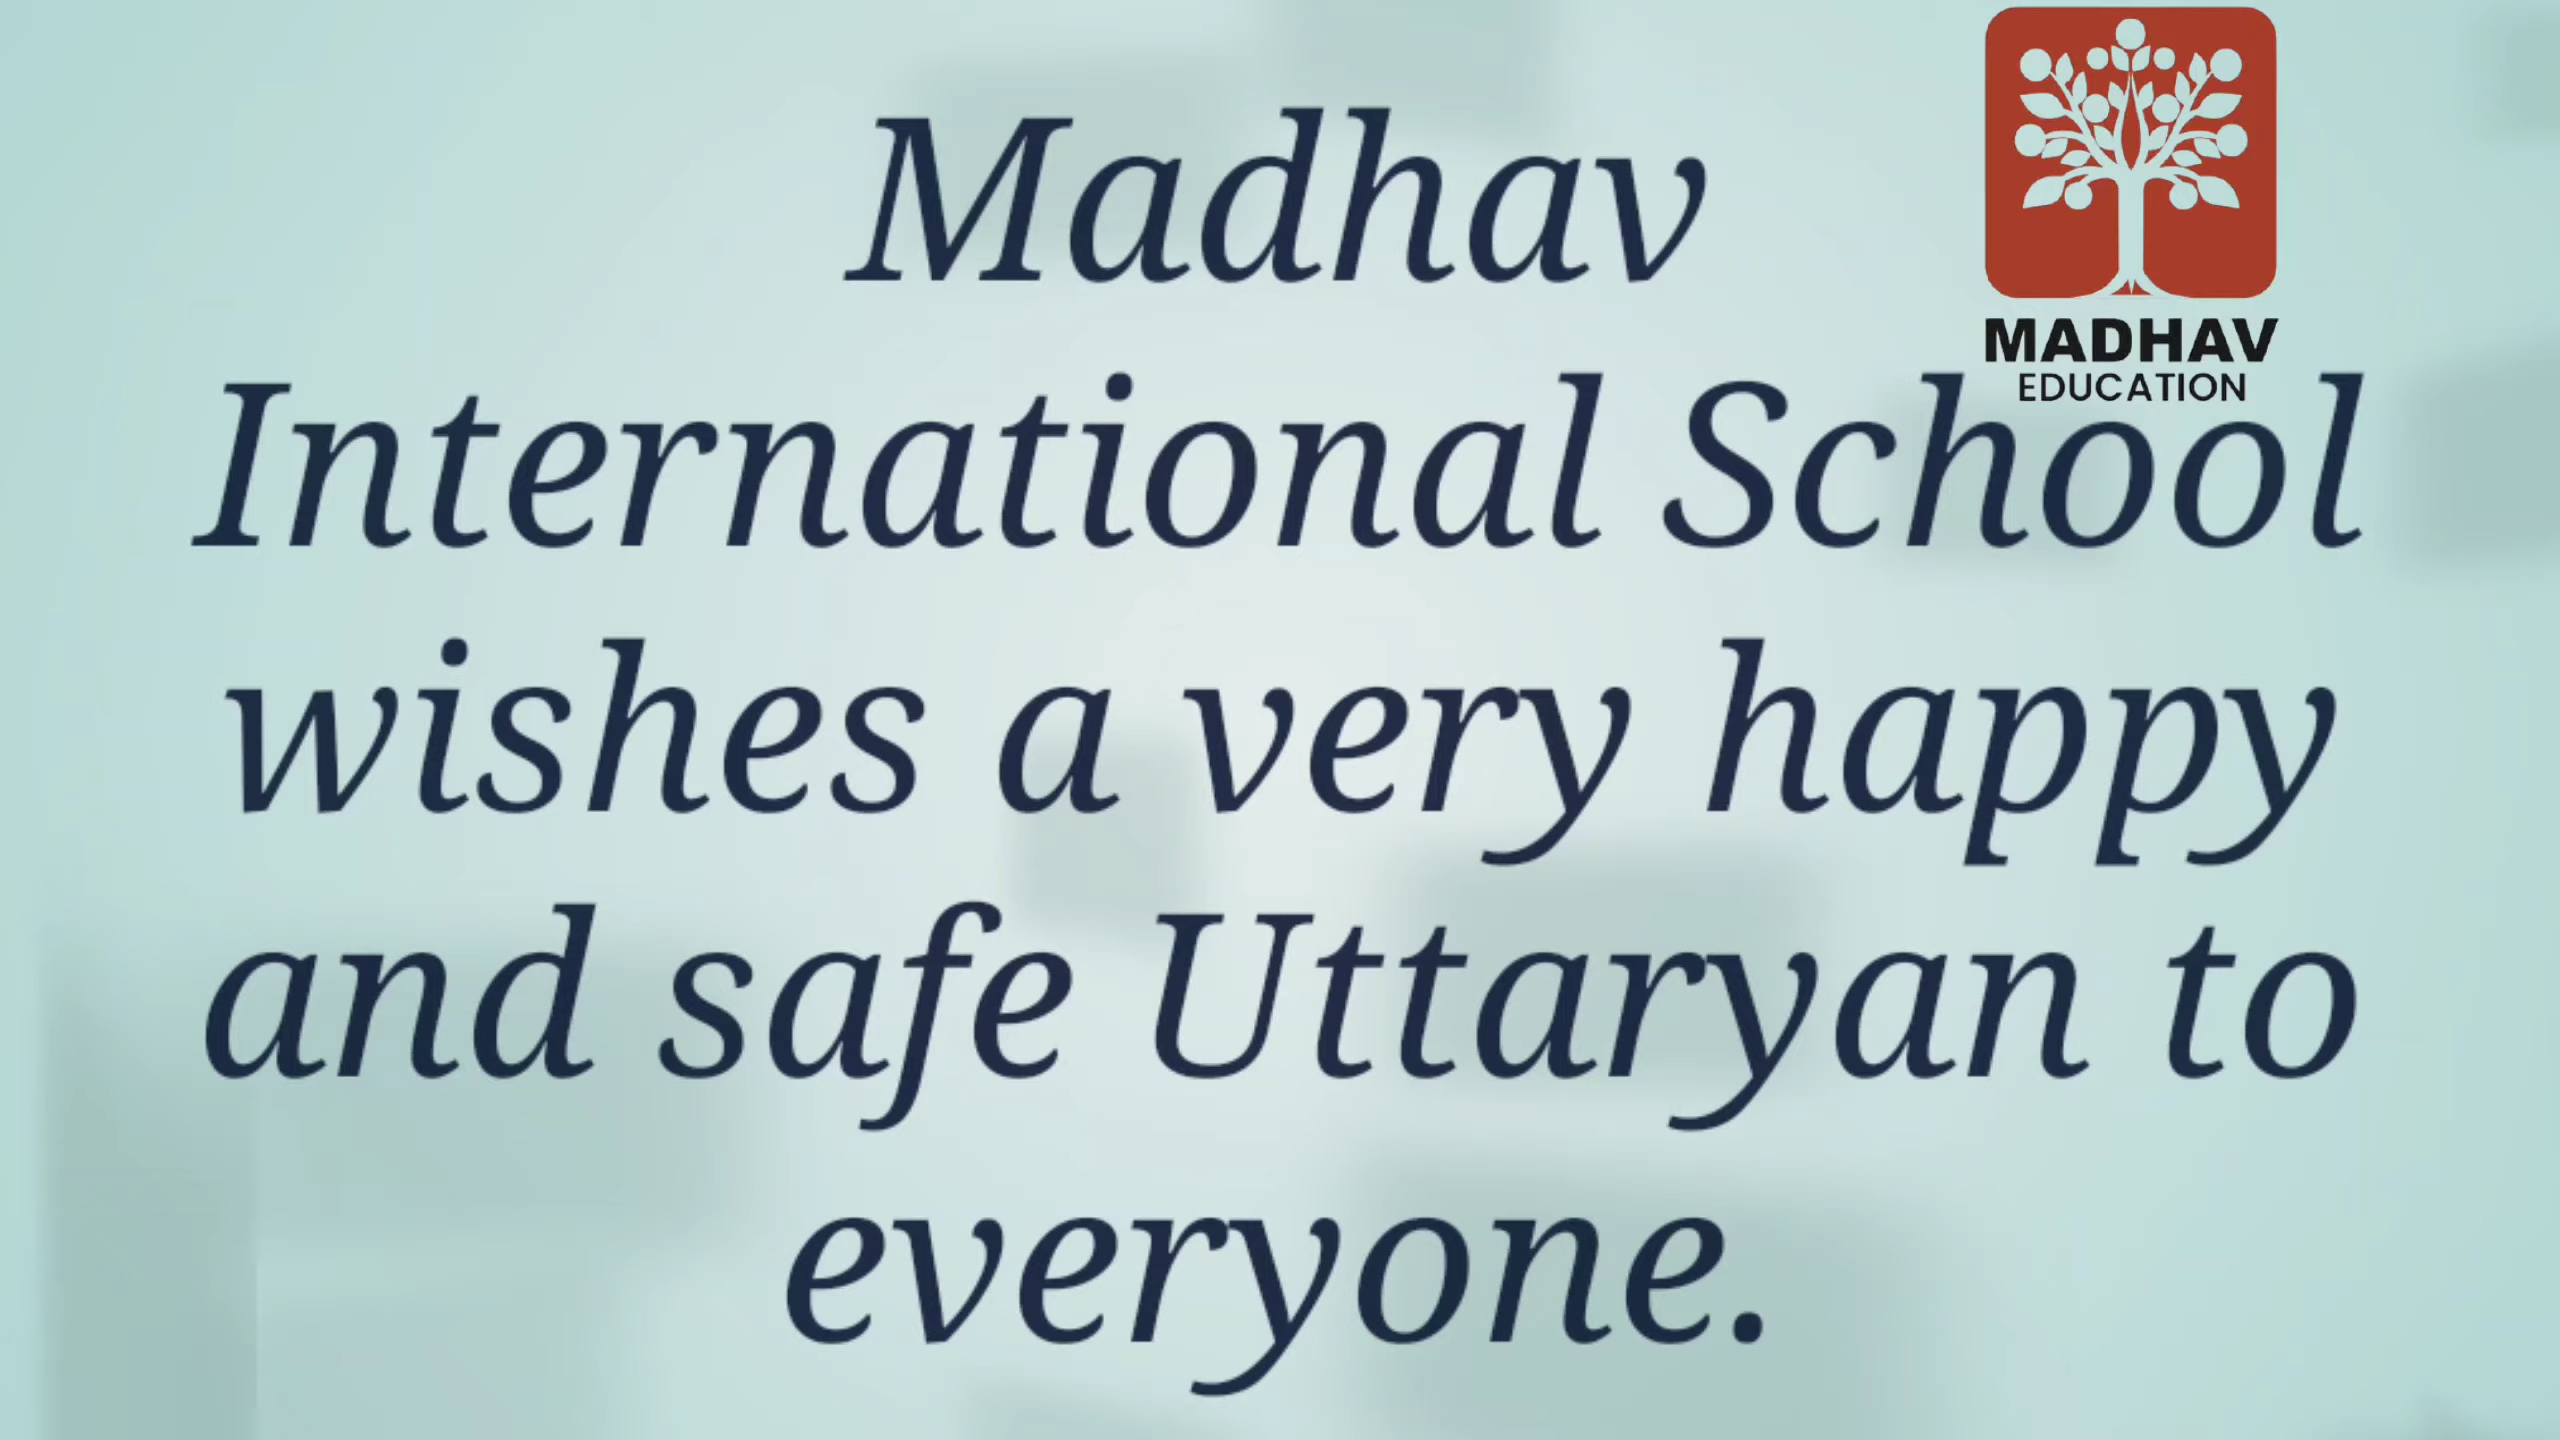 Madhav
MADHAV
EDUCATION
International School
wishes a very happy
and safe Uttaryan to
everyone.